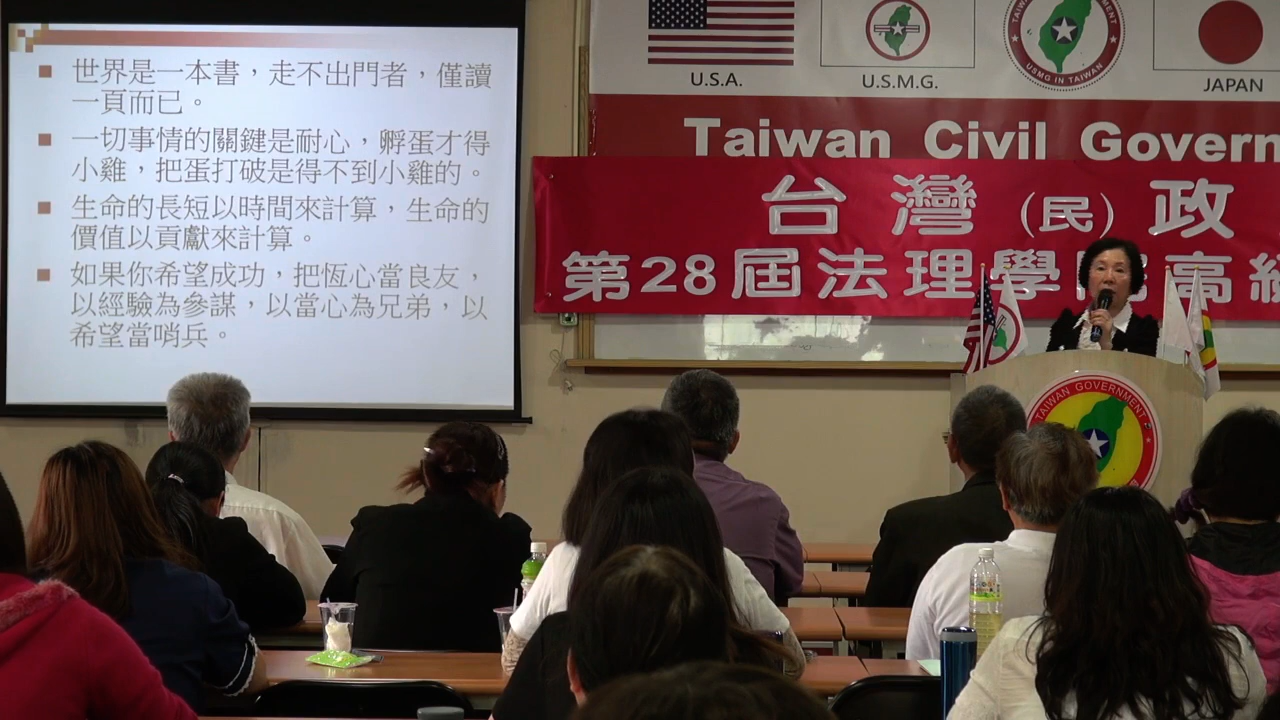 世界是一本書，走不出門者，僅讀
一頁而已。
一切事情的關鍵是耐心，孵蛋才得
小雞，把蛋打破是得不到小雞的。
生命的長短以時間來計算，生命的
價值以貢獻來計算。
如果你希望成功，把恆心當良友，
以經驗為參謀，以當心為兄弟，以
希望當哨兵。
U.S.A.
U.S.M.G.
USMG IN TAIWAN
JAPAN
Taiwan Civil Govern
台灣（民）政
第28屆法理學院高級
TAIWAN GOVERNMENT